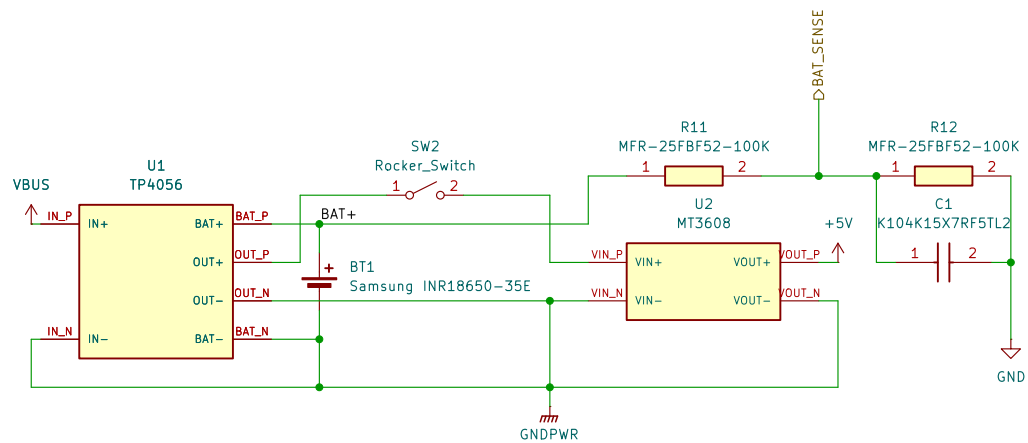 BAT_SENSE
R11
MFR-25FBF52-100K
1
2
R12
MFR-25FBF52-100K
1
2
SW2
Rocker_Switch
1
2
U1
TP4056
VBUS
IN_P
IN+
BAT+
BAT_P
BAT+
OUT+
OUT_P
OUT-
OUT_N
IN_N
IN-
BAT-
BAT_N
BT1
Samsung INR18650-35E
U2
MT3608
VIN_P
VIN+
VOUT+
VOUT_P
+5V
VIN_N
VIN-
VOUT-
VOUT_N
C1
K104K15X7RF5TL2
1
2
GND
GNDPWR